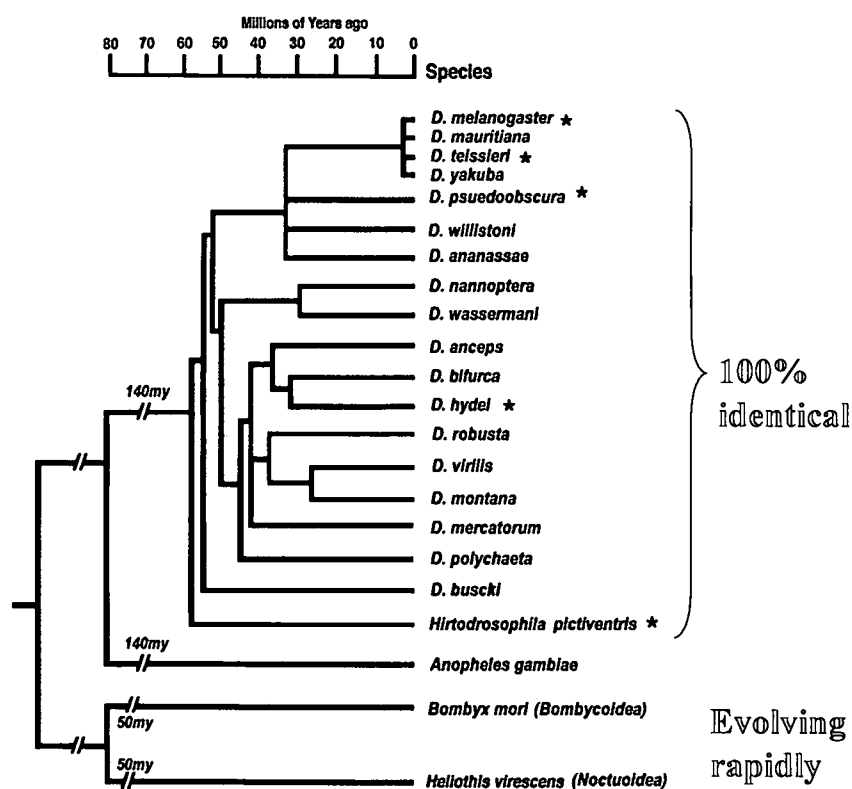 Millions of Years ago
80 70 60 50 40 30 20 10 0
Species
D. melanogaster *
D. mauritiana
D. teissieri *
D. yakuba
D. psuedoobscura *
D. willistoni
D. ananassae
D. nannoptera
D. wassermani
D. anceps
D. bifurca
D. hydei *
D. robusta
D. virilis
D. montana
D. mercatorum
D. polychaeta
D. buscki
Hirtodrosophila pictiventris *
140my
100%
identical
140my
Anopheles gambiae
Bombyx mori (Bombycoidea)
50my
50my
Heliothis virescens (Noctuoidea)
Evolving
rapidly